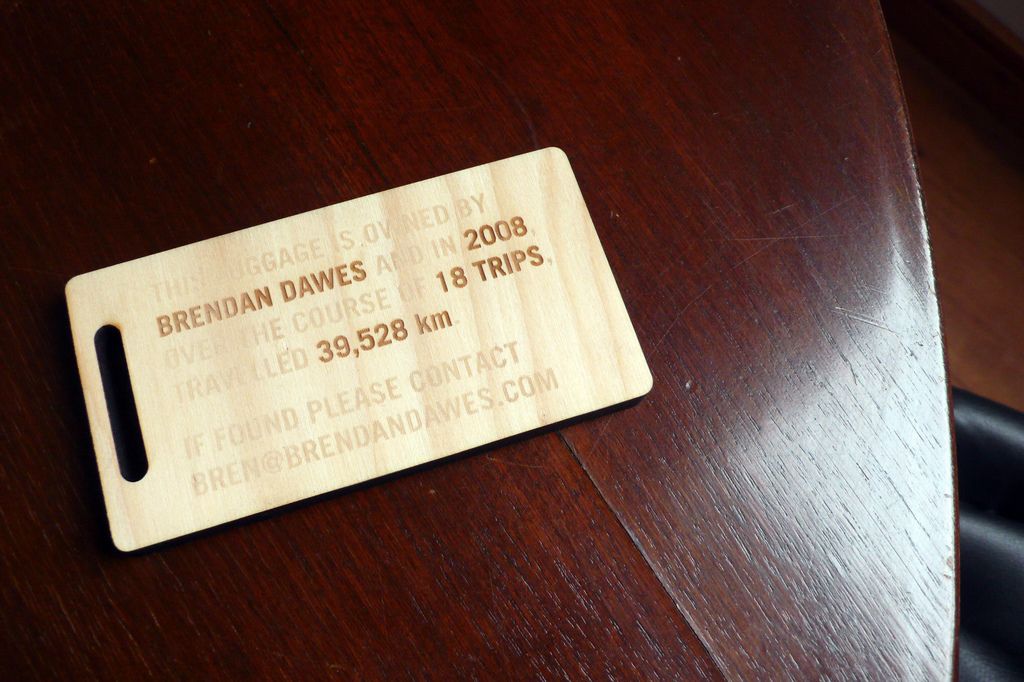 THIS LUGGAGE IS OWNED BY
BRENDAN DAWES AND IN 2008,
OVER THE COURSE OF 18 TRIPS,
TRAVELLED 39,528 km.
IF FOUND PLEASE CONTACT
BREN@BRENDANDAWES.COM